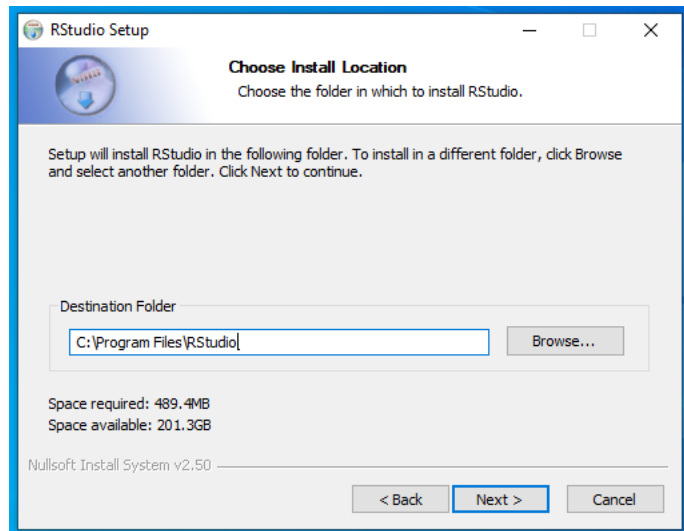 RStudio Setup
Choose Install Location
Choose the folder in which to install RStudio.
Setup will install RStudio in the following folder. To install in a different folder, click Browse
and select another folder. Click Next to continue.
Destination Folder
C:\Program Files\RStudio
Browse...
Space required: 489.4MB
Space available: 201.3GB
Nullsoft Install System v2.50
< Back
Next >
Cancel